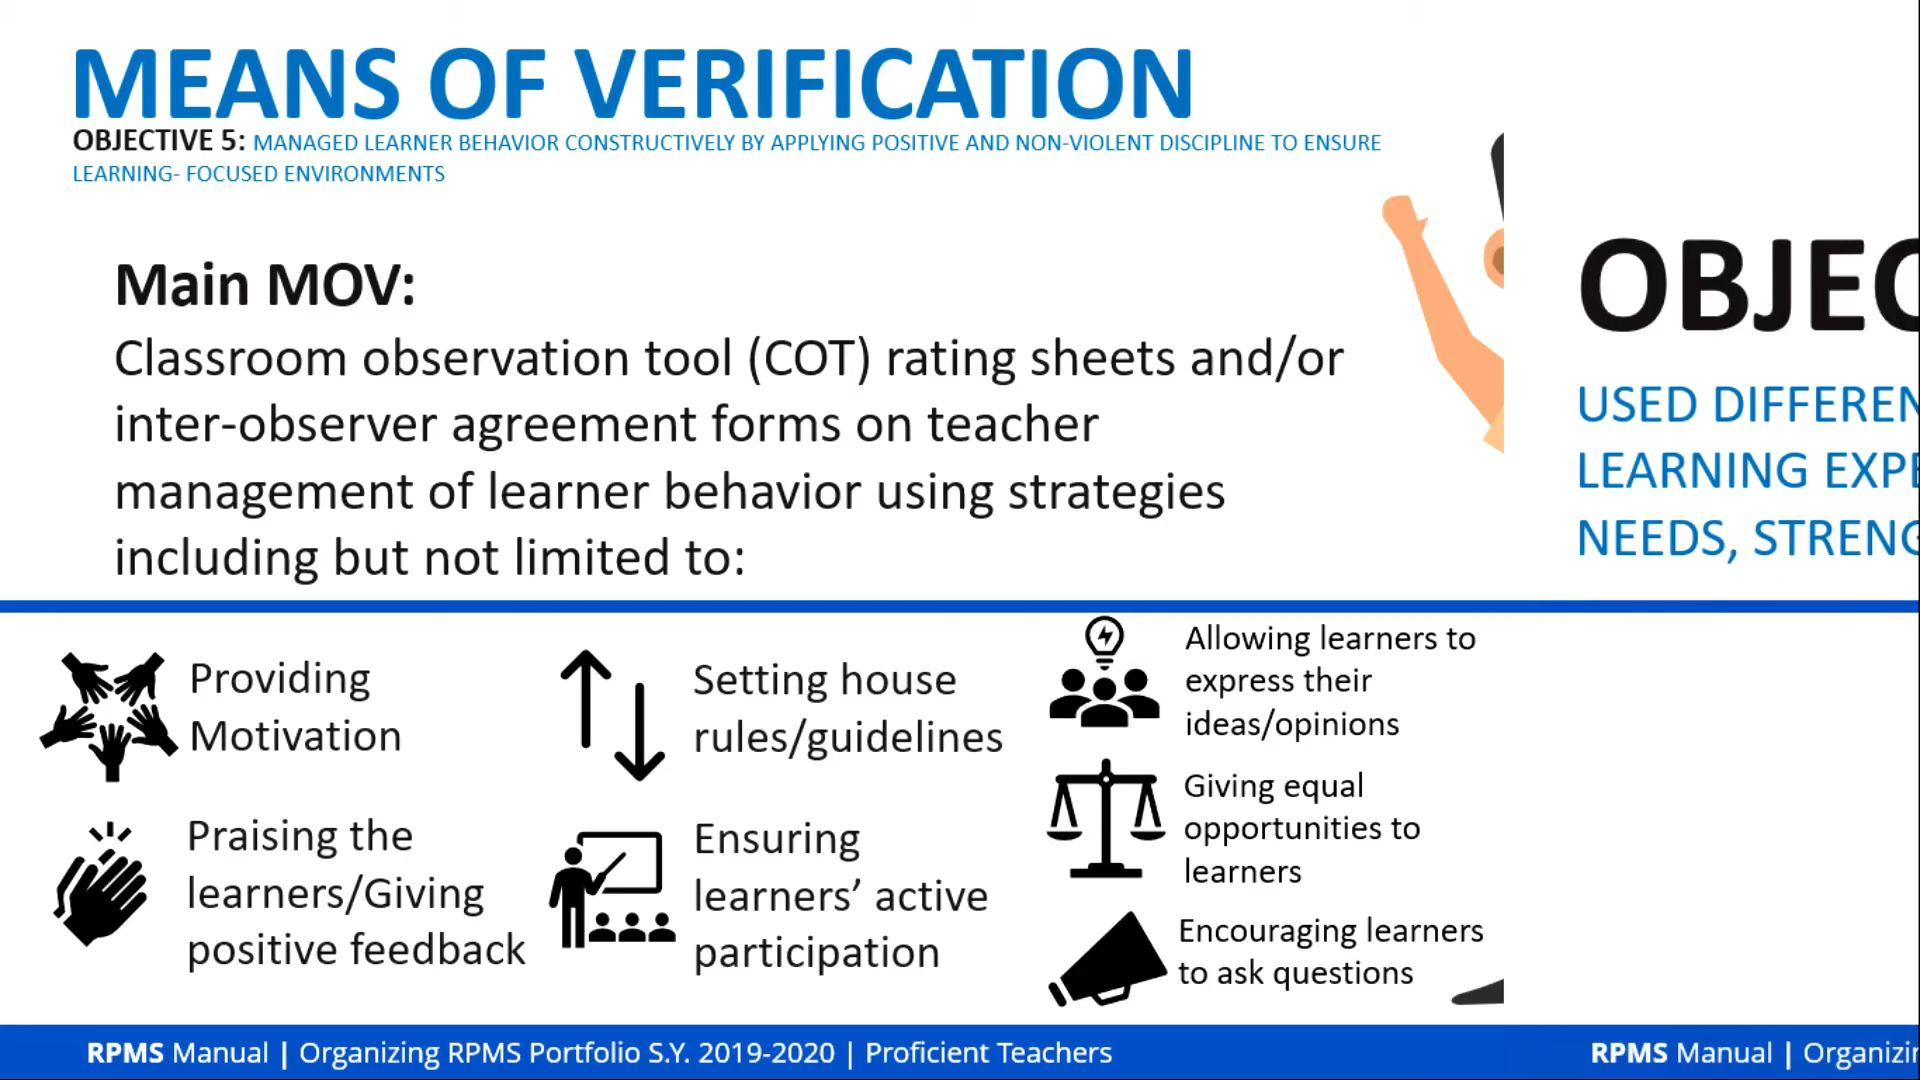 MEANS OF VERIFICATION
OBJECTIVE 5: MANAGED LEARNER BEHAVIOR CONSTRUCTIVELY BY APPLYING POSITIVE AND NON-VIOLENT DISCIPLINE TO ENSURE
LEARNING- FOCUSED ENVIRONMENTS
Main MOV:
Classroom observation tool (COT) rating sheets and/or
inter-observer agreement forms on teacher
management of learner behavior using strategies
including but not limited to:
Providing
Motivation
Praising the
learners/Giving
positive feedback
Setting house
rules/guidelines
Ensuring
learners’ active
participation
Allowing learners to
express their
ideas/opinions
Giving equal
opportunities to
learners
Encouraging learners
to ask questions
RPMS Manual | Organizing RPMS Portfolio S.Y. 2019-2020 | Proficient Teachers
USED
LEARNING
NEEDS,
RPMS Manual |